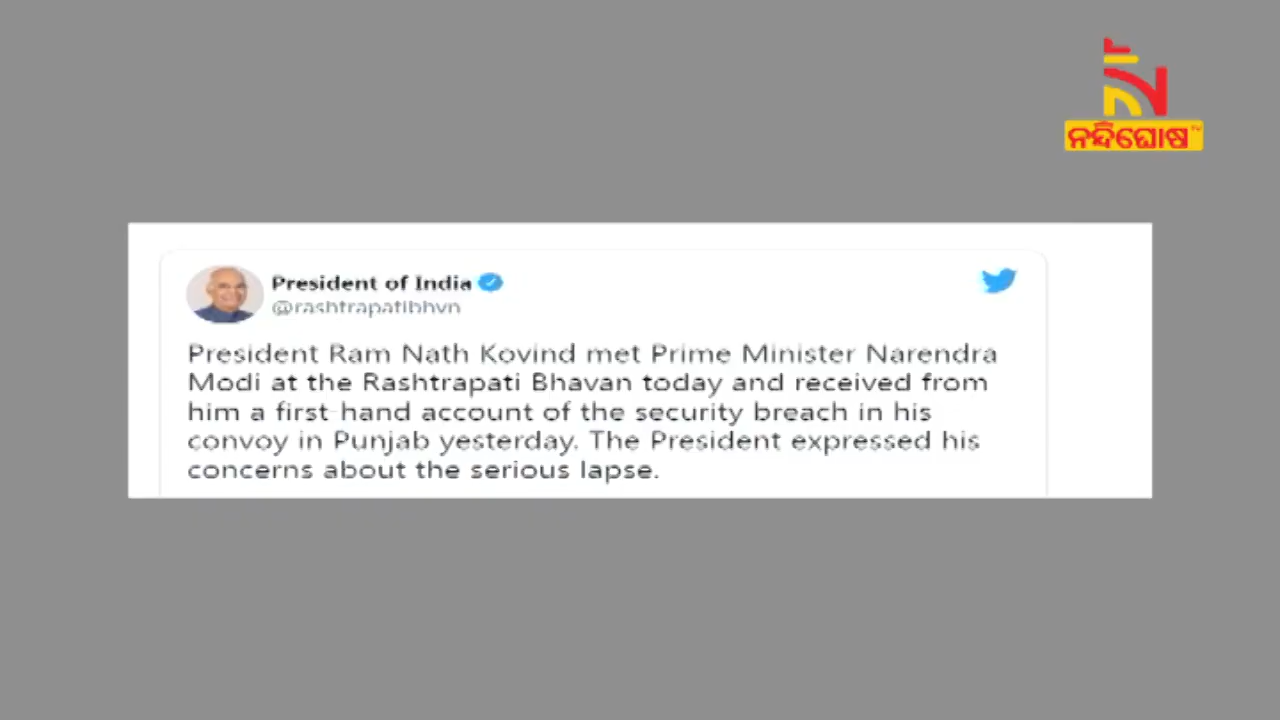 ନନ୍ଦିଘୋଷ TV
President of India
@rashtrapatibhvn
President Ram Nath Kovind met Prime Minister Narendra
Modi at the Rashtrapati Bhavan today and received from
him a first-hand account of the security breach in his
convoy in Punjab yesterday. The President expressed his
concerns about the serious lapse.